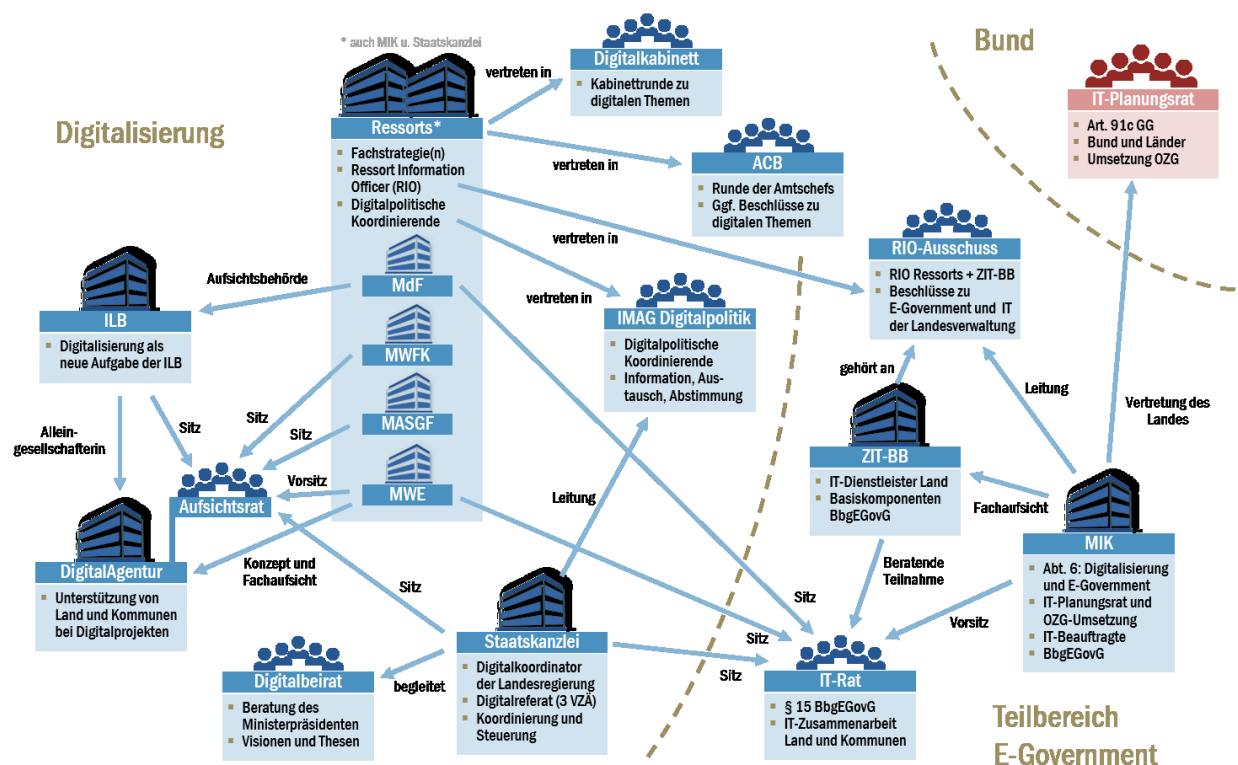 * auch MIK u. Staatskanzlei
Digitalisierung
Bund
Teilbereich
E-Government
Ressorts*
Fachstrategie(n)
Ressort Information
Officer (RIO)
Digitalpolitische
Koordinierende
MdF
MWFK
MASGF
MWE
vertreten in
Digitalkabinett
Kabinettrunde zu
digitalen Themen
vertreten in
ACB
Runde der Amtschefs
Ggf. Beschlüsse zu
digitalen Themen
vertreten in
RIO-Ausschuss
RIO Ressorts + ZIT-BB
Beschlüsse zu
E-Government und IT
der Landesverwaltung
vertreten in
IMAG Digitalpolitik
Digitalpolitische
Koordinierende
Information, Aus-
tausch, Abstimmung
IT-Planungsrat
Art. 91c GG
Bund und Länder
Umsetzung OZG
Aufsichtsbehörde
ILB
Digitalisierung als
neue Aufgabe der ILB
Allein-
gesellschafterin
Sitz
Sitz
Sitz
Vorsitz
Aufsichtsrat
DigitalAgentur
Unterstützung von
Land und Kommunen
bei Digitalprojekten
Konzept und
Fachaufsicht
Sitz
Leitung
Staatskanzlei
Digitalkoordinator
der Landesregierung
Digitalreferat (3 VZÄ)
Koordinierung und
Steuerung
begleitet
Digitalbeirat
Beratung des
Ministerpräsidenten
Visionen und Thesen
gehört an
ZIT-BB
IT-Dienstleister Land
Basiskomponenten
BbgEGovG
Leitung
Vertretung des
Landes
Fachaufsicht
MIK
Abt. 6: Digitalisierung
und E-Government
IT-Planungsrat und
OZG-Umsetzung
IT-Beauftragte
BbgEGovG
Beratende
Teilnahme
Vorsitz
Sitz
Sitz
Sitz
IT-Rat
§ 15 BbgEGovG
IT-Zusammenarbeit
Land und Kommunen